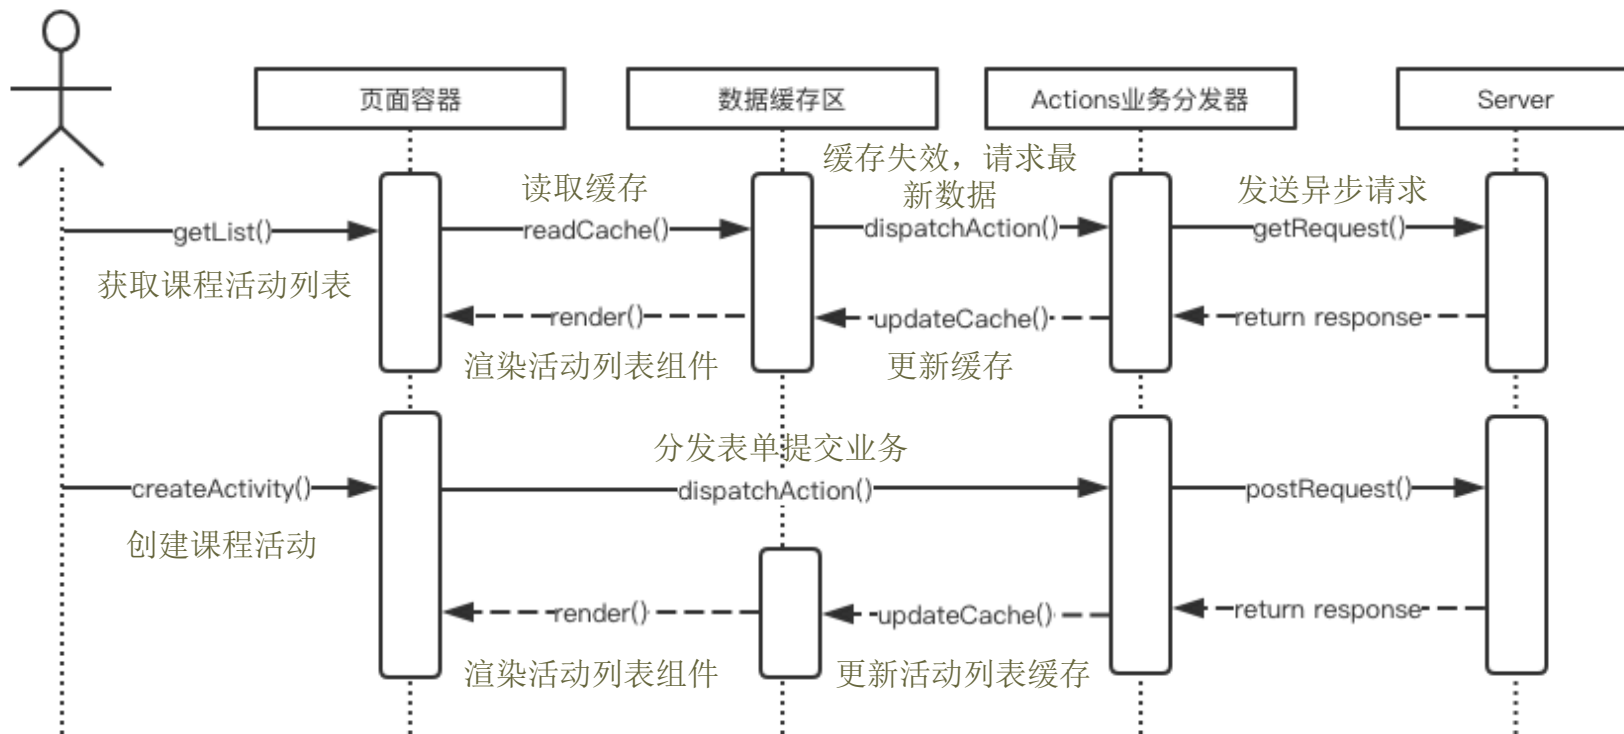 页面容器
数据缓存区
Actions业务分发器
Server
读取缓存
缓存失效，请求最
新数据
发送异步请求
getList()
readCache()
dispatchAction()
getRequest()
获取课程活动列表
render()
updateCache()
return response
渲染活动列表组件
更新缓存
分发表单提交业务
createActivity()
dispatchAction()
postRequest()
创建课程活动
render()
updateCache()
return response
渲染活动列表组件
更新活动列表缓存